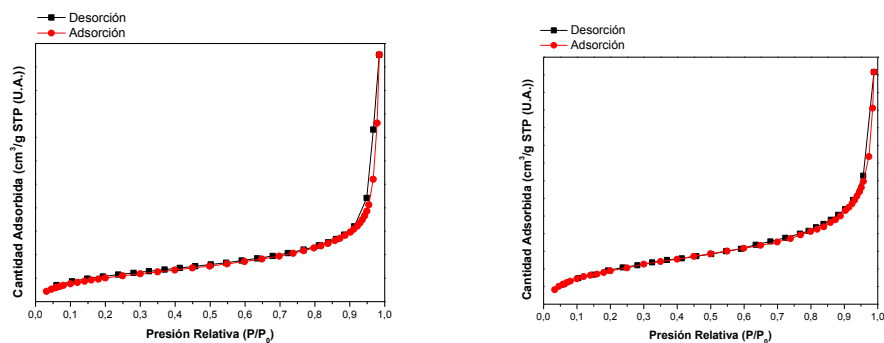 Desorción
Adsorción
Cantidad Adsorbida (cm³/g STP (U.A.))
0,0 0,1 0,2 0,3 0,4 0,5 0,6 0,7 0,8 0,9 1,0
Presión Relativa (P/P₀)
Desorción
Adsorción
Cantidad Adsorbida (cm³/g STP (U.A.))
0,0 0,1 0,2 0,3 0,4 0,5 0,6 0,7 0,8 0,9 1,0
Presión Relativa (P/P₀)